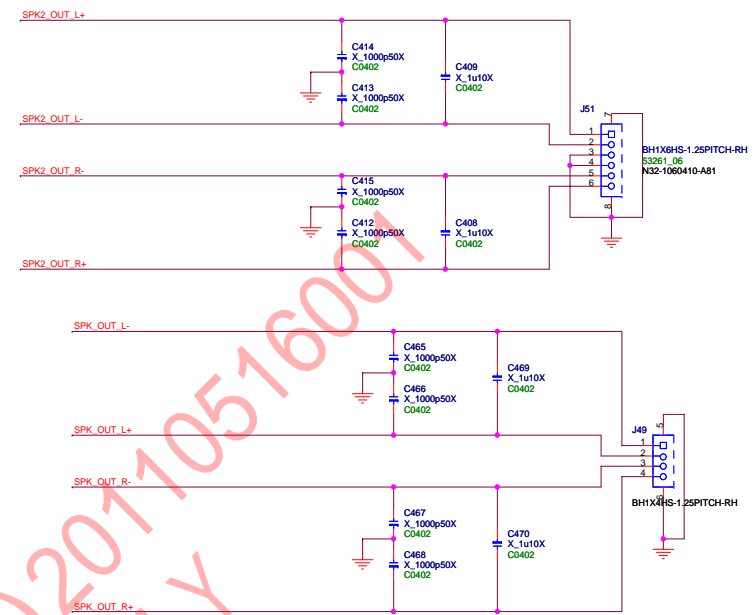 SPK2_OUT_L+
C414
X_1000p50X
C0402
C409
X_1u10X
C0402
C413
X_1000p50X
C0402
SPK2_OUT_L-
J51
7
1
2
3
4
5
6
8
BH1X6HS-1.25PITCH-RH
53261_06
N32-1060410-A81
SPK2_OUT_R-
C415
X_1000p50X
C0402
C412
X_1000p50X
C0402
C408
X_1u10X
C0402
SPK2_OUT_R+
SPK_OUT_L-
C465
X_1000p50X
C0402
C469
X_1u10X
C0402
C466
X_1000p50X
C0402
SPK_OUT_L+
J49
5
1
2
3
4
6
BH1X4HS-1.25PITCH-RH
SPK_OUT_R-
C467
X_1000p50X
C0402
C470
X_1u10X
C0402
C468
X_1000p50X
C0402
SPK_OUT_R+
20110516001
LY